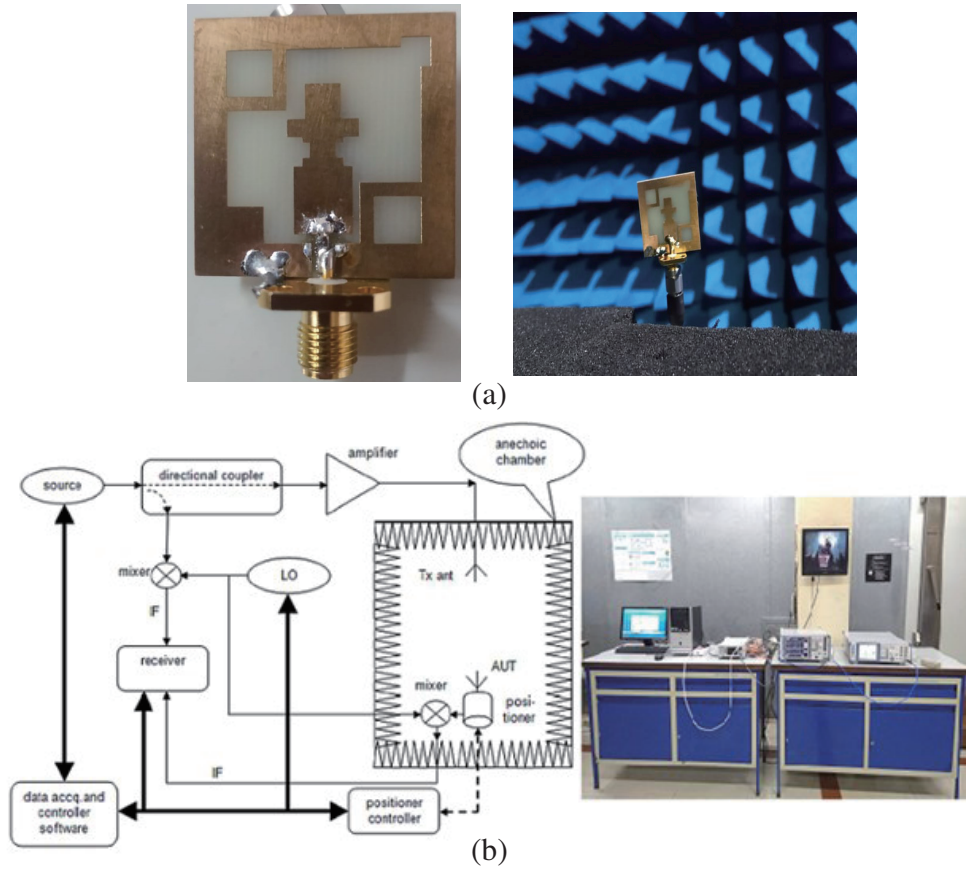 (a)
source
directional coupler
amplifier
anechoic
chamber
mixer
LO
Tx ant
IF
receiver
mixer
AUT
posi-
tioner
IF
data accq.and
controller
software
positioner
controller
(b)